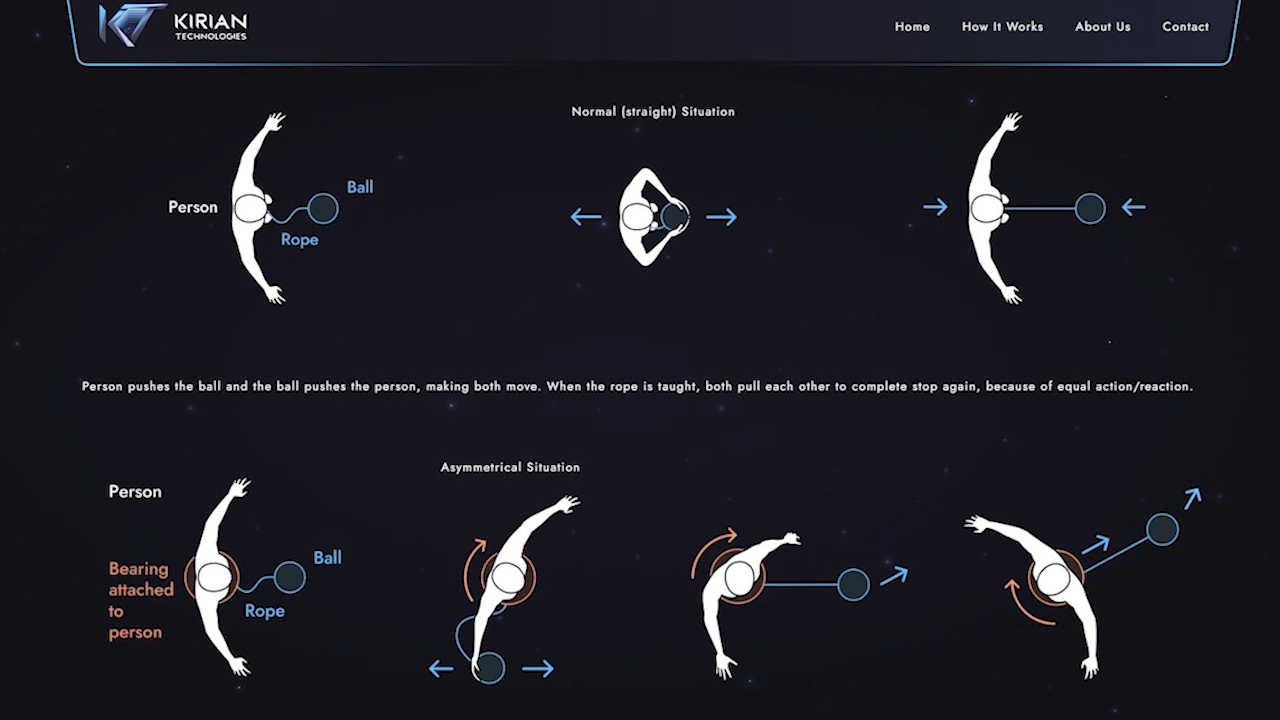 KIRIAN
TECHNOLOGIES
Home How It Works About Us Contact
Normal (straight) Situation
Ball
Person
Rope
Person pushes the ball and the ball pushes the person, making both move. When the rope is taught, both pull each other to complete stop again, because of equal action/reaction.
Asymmetrical Situation
Person
Ball
Bearing
attached
to
person
Rope